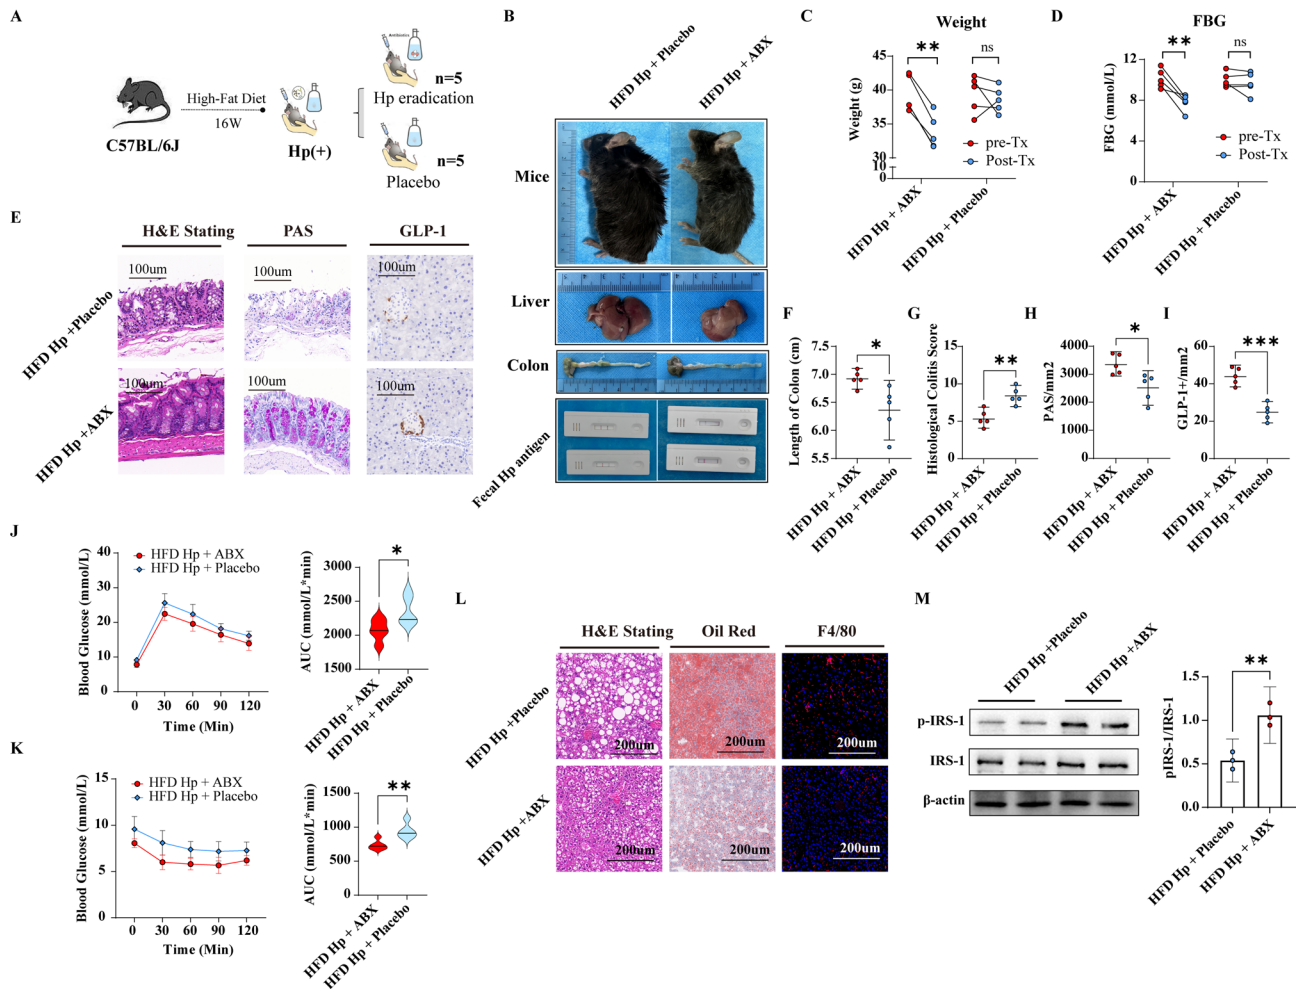 A
C57BL/6J
High-Fat Diet
16W
Hp(+)
Antibiotics
n=5
Hp eradication
n=5
Placebo
B
HFD Hp + Placebo
HFD Hp + ABX
Mice
Liver
Colon
Fecal Hp antigen
C
Weight
**
ns
Weight (g)
45
40
35
30
10
0
pre-Tx
Post-Tx
HFD Hp + ABX
HFD Hp + Placebo
D
FBG
**
ns
FBG (mmol/L)
12
8
4
0
pre-Tx
Post-Tx
HFD Hp + ABX
HFD Hp + Placebo
E
H&E Stating
PAS
GLP-1
HFD Hp +Placebo
100um
100um
100um
HFD Hp +ABX
100um
100um
100um
F
*
Length of Colon (cm)
7.5
7.0
6.5
6.0
5.5
HFD Hp + ABX
HFD Hp + Placebo
G
**
Histological Colitis Score
15
10
5
0
HFD Hp + ABX
HFD Hp + Placebo
H
*
PAS/mm2
4000
3000
2000
1000
0
HFD Hp + ABX
HFD Hp + Placebo
I
***
GLP-1+/mm2
60
40
20
0
HFD Hp + ABX
HFD Hp + Placebo
J
Blood Glucose (mmol/L)
40
30
20
10
0
HFD Hp + ABX
HFD Hp + Placebo
0 30 60 90 120
Time (Min)
*
AUC (mmol/L*min)
3000
2500
2000
1500
HFD Hp + ABX
HFD Hp + Placebo
K
Blood Glucose (mmol/L)
15
10
5
0
HFD Hp + ABX
HFD Hp + Placebo
0 30 60 90 120
Time (Min)
**
AUC (mmol/L*min)
1500
1000
500
0
HFD Hp + ABX
HFD Hp + Placebo
L
H&E Stating
Oil Red
F4/80
HFD Hp +Placebo
200um
200um
200um
HFD Hp +ABX
200um
200um
200um
M
HFD Hp +Placebo
HFD Hp +ABX
p-IRS-1
IRS-1
β-actin
**
pIRS-1/IRS-1
1.5
1.0
0.5
0.0
HFD Hp + Placebo
HFD Hp + ABX